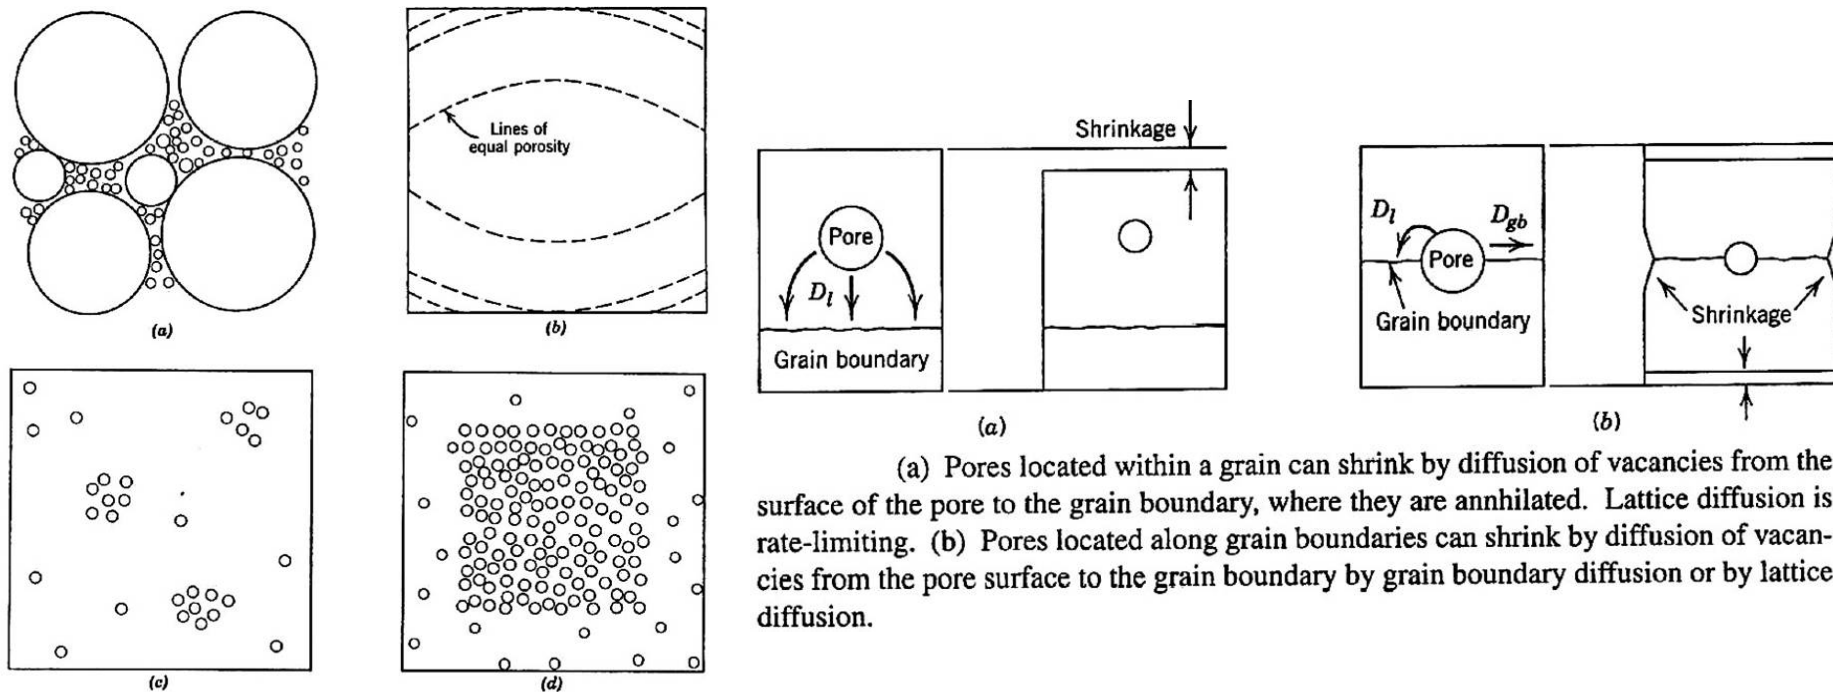 Lines of
equal porosity
(a)
(b)
(c)
(d)
Shrinkage
Pore
Dl
Grain boundary
(a)
Dl
Dgb
Pore
Grain boundary
Shrinkage
(b)
(a) Pores located within a grain can shrink by diffusion of vacancies from the
surface of the pore to the grain boundary, where they are annhilated. Lattice diffusion is
rate-limiting. (b) Pores located along grain boundaries can shrink by diffusion of vacan-
cies from the pore surface to the grain boundary by grain boundary diffusion or by lattice
diffusion.